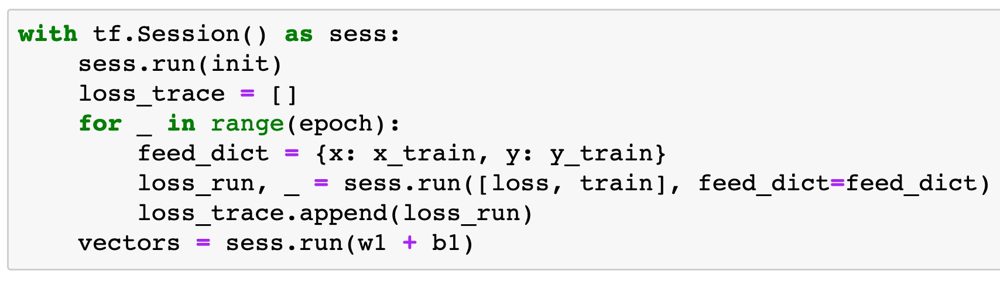 with tf.Session() as sess:
    sess.run(init)
    loss_trace = []
    for _ in range(epoch):
        feed_dict = {x: x_train, y: y_train}
        loss_run, _ = sess.run([loss, train], feed_dict=feed_dict)
        loss_trace.append(loss_run)
    vectors = sess.run(w1 + b1)